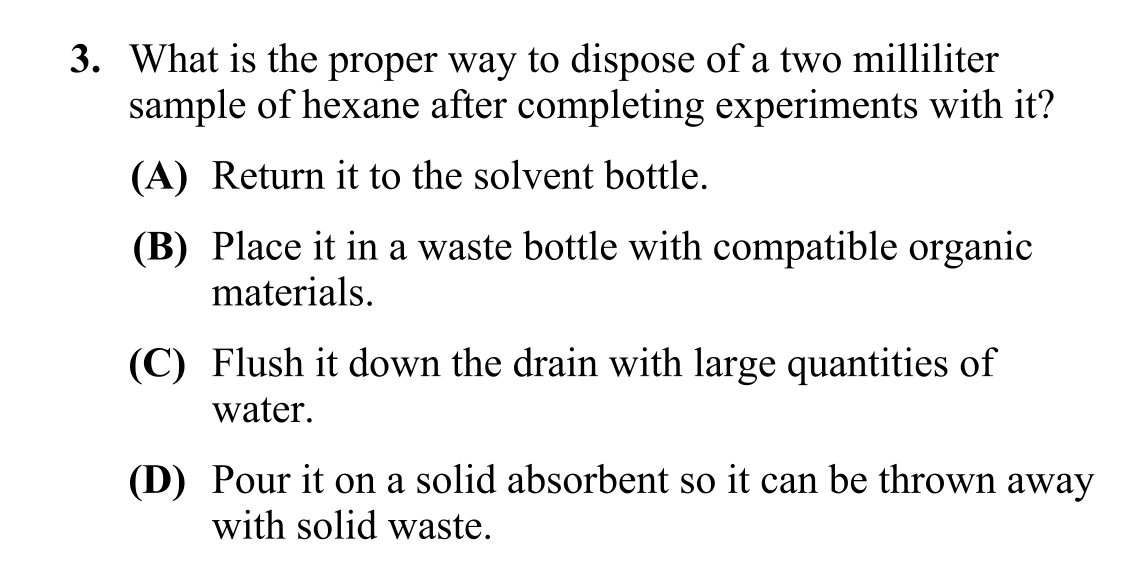 3. What is the proper way to dispose of a two milliliter
sample of hexane after completing experiments with it?
(A) Return it to the solvent bottle.
(B) Place it in a waste bottle with compatible organic
materials.
(C) Flush it down the drain with large quantities of
water.
(D) Pour it on a solid absorbent so it can be thrown away
with solid waste.